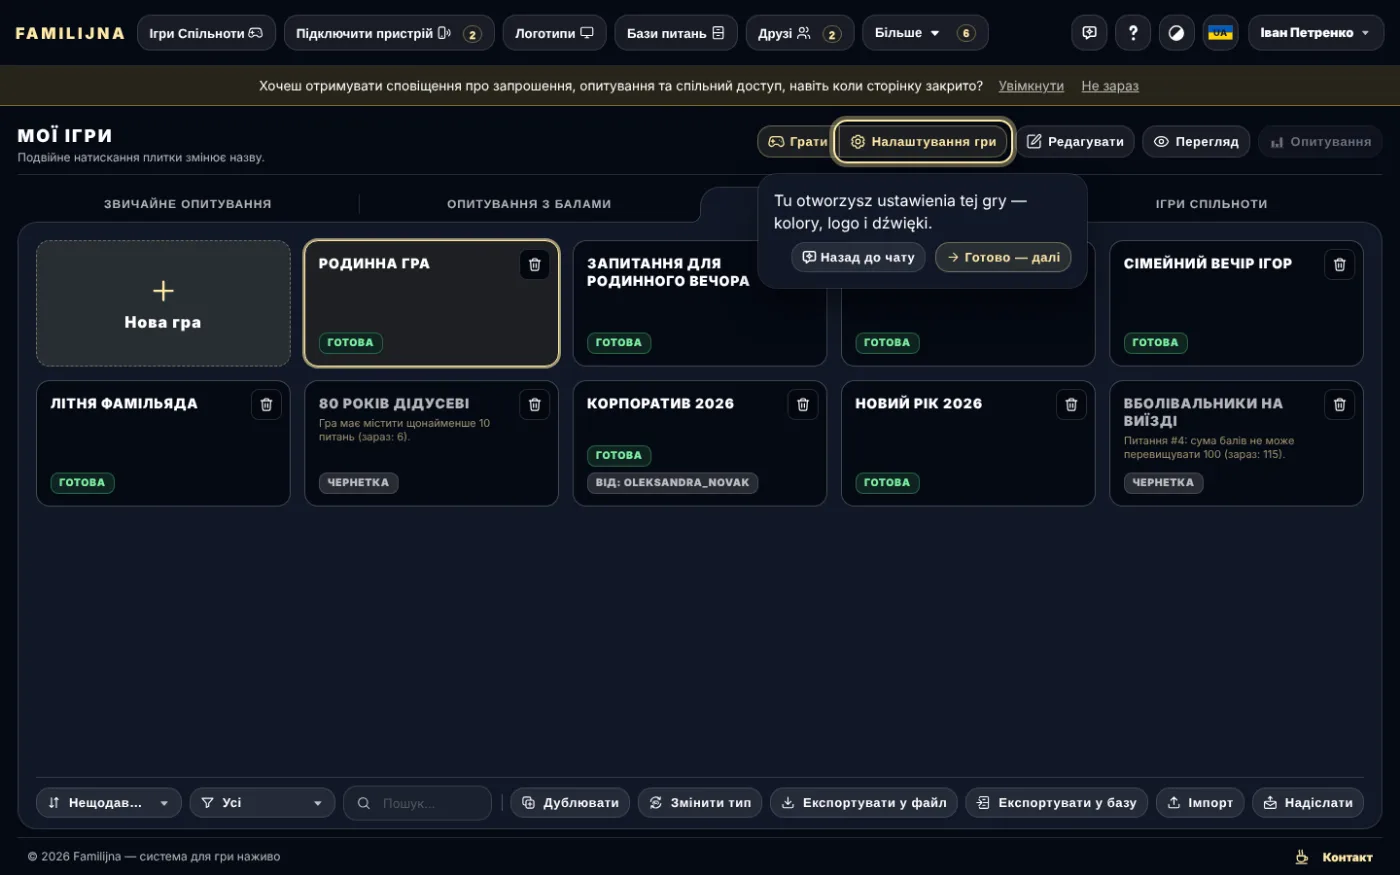 FAMILIJNA
Ігри Спільноти
Підключити пристрій 2
Логотипи
Бази питань
Друзі 2
Більше 6
?
UA
Іван Петренко
Хочеш отримувати сповіщення про запрошення, опитування та спільний доступ, навіть коли сторінку закрито? Увімкнути Не зараз
МОЇ ІГРИ
Подвійне натискання плитки змінює назву.
Грати
Налаштування гри
Редагувати
Перегляд
Опитування
ЗВИЧАЙНЕ ОПИТУВАННЯ
ОПИТУВАННЯ З БАЛАМИ
ІГРИ СПІЛЬНОТИ
Tu otworzysz ustawienia tej gry —
kolory, logo i dźwięki.
Назад до чату
Готово — далі
Нова гра
РОДИННА ГРА
ГОТОВА
ЗАПИТАННЯ ДЛЯ
РОДИННОГО ВЕЧОРА
ГОТОВА
ГОТОВА
СІМЕЙНИЙ ВЕЧІР ІГОР
ГОТОВА
ЛІТНЯ ФАМІЛЬЯДА
ГОТОВА
80 РОКІВ ДІДУСЕВІ
Гра має містити щонайменше 10
питань (зараз: 6).
ЧЕРНЕТКА
КОРПОРАТИВ 2026
ГОТОВА
ВІД: OLEKSANDRA_NOVAK
НОВИЙ РІК 2026
ГОТОВА
ВБОЛІВАЛЬНИКИ НА
ВИЇЗДІ
Питання #4: сума балів не може
перевищувати 100 (зараз: 115).
ЧЕРНЕТКА
Нещодав...
Усі
Пошук...
Дублювати
Змінити тип
Експортувати у файл
Експортувати у базу
Імпорт
Надіслати
© 2026 Familijna — система для гри наживо
Контакт